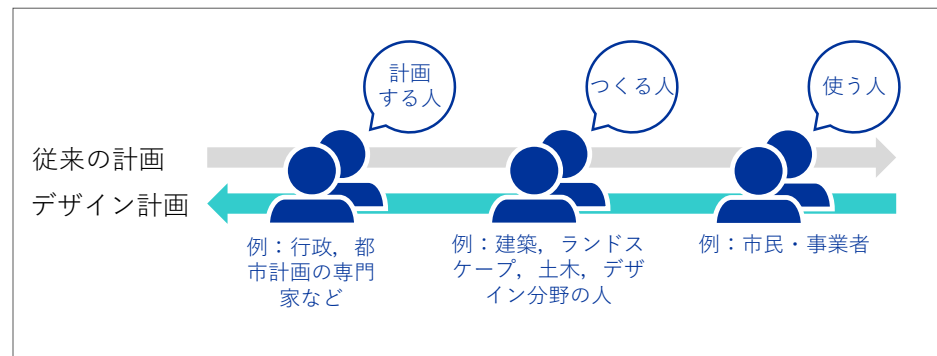 計画
する人
つくる人
使う人
従来の計画
デザイン計画
例：行政，都
市計画の専門
家など
例：建築，ランドス
ケープ，土木，デザ
イン分野の人
例：市民・事業者